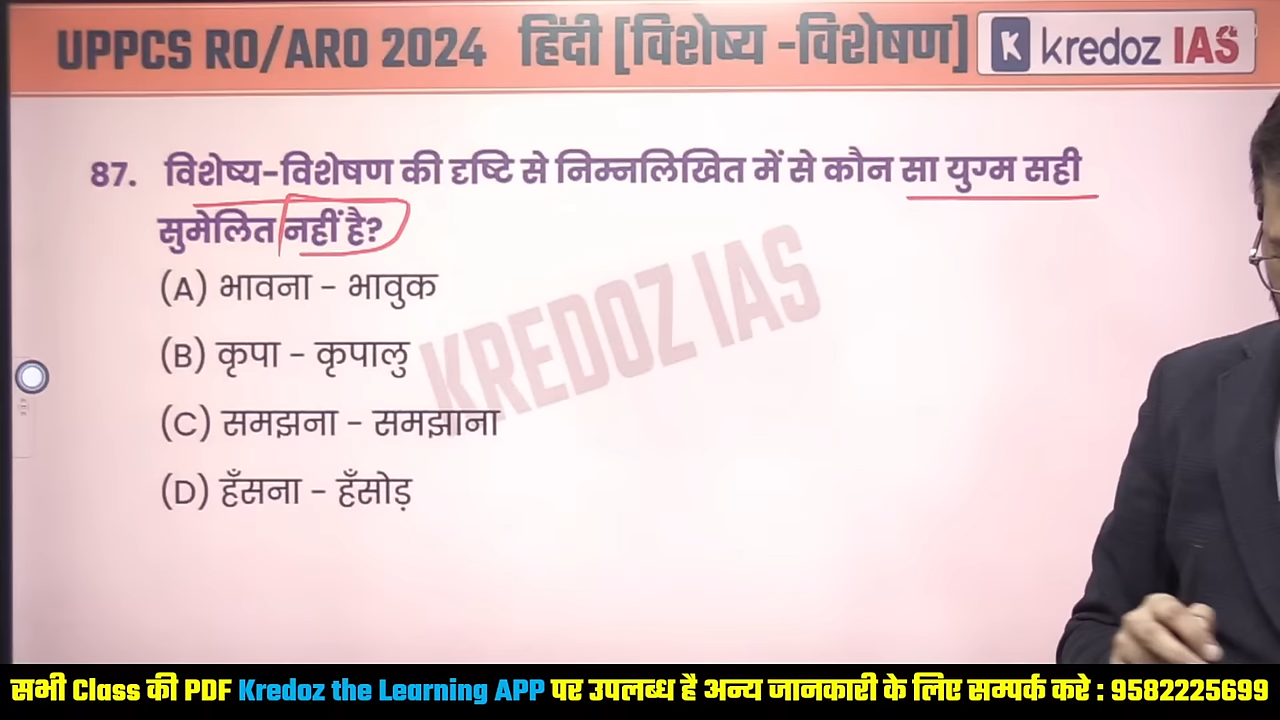 UPPCS RO/ARO 2024 हिंदी [विशेष्य -विशेषण]
K kredoz IAS
87. विशेष्य-विशेषण की दृष्टि से निम्नलिखित में से कौन सा युग्म सही
सुमेलित नहीं है?
(A) भावना - भावुक
(B) कृपा - कृपालु
(C) समझना - समझाना
(D) हँसना - हँसोड़
KREDOZ IAS
सभी Class की PDF Kredoz the Learning APP पर उपलब्ध है अन्य जानकारी के लिए सम्पर्क करे : 9582225699